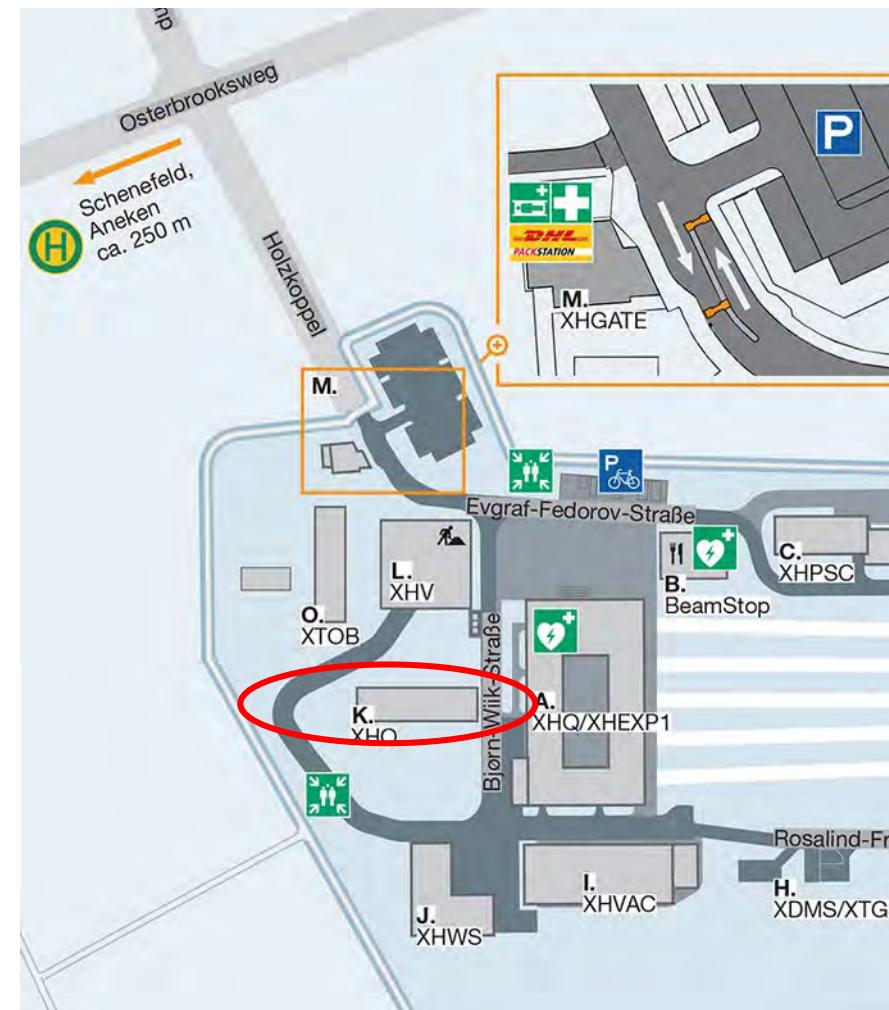 Osterbrooksweg
Schenefeld,
Aneken
ca. 250 m
H
Holzkoppel
P
DHL
PACKSTATION
M.
XHGATE
M.
P
Evgraf-Fedorov-Straße
L.
XHV
O.
XTOB
B.
BeamStop
C.
XHPSC
Bjørn-Wiik-Straße
K.
XHO
A.
XHQ/XHEXP1
Rosalind-Fr
J.
XHWS
I.
XHVAC
H.
XDMS/XTG